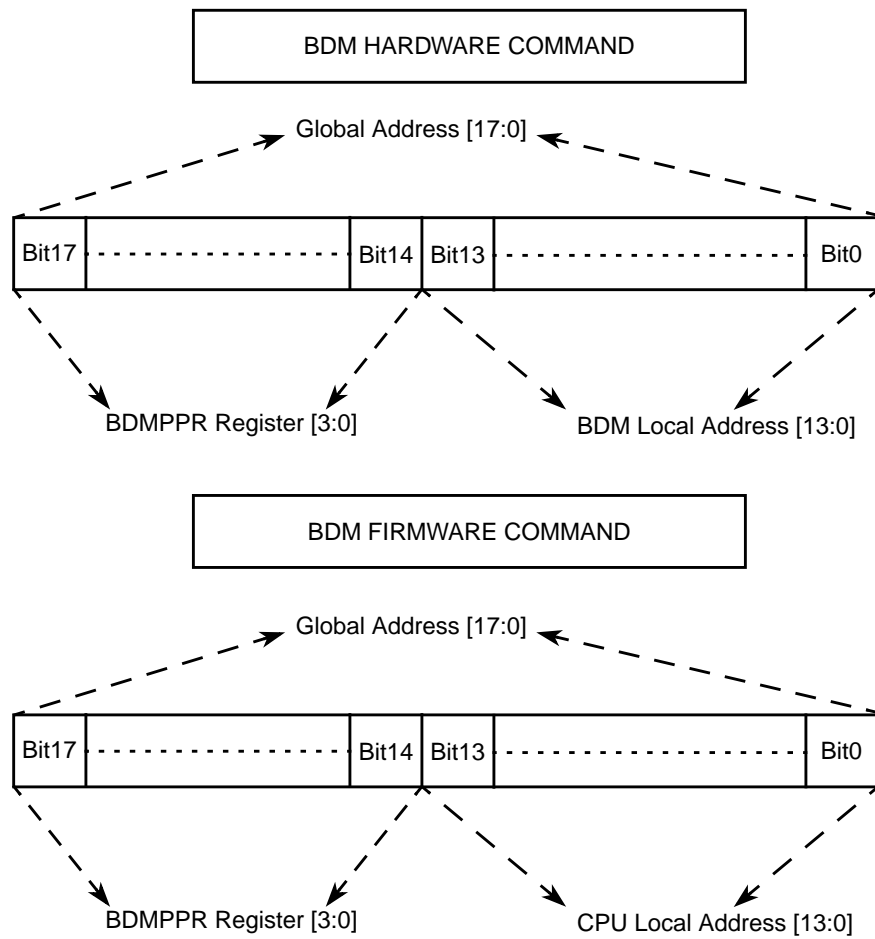 BDM HARDWARE COMMAND
Global Address [17:0]
Bit17 Bit14 Bit13 Bit0
BDMPPR Register [3:0] BDM Local Address [13:0]
BDM FIRMWARE COMMAND
Global Address [17:0]
Bit17 Bit14 Bit13 Bit0
BDMPPR Register [3:0] CPU Local Address [13:0]